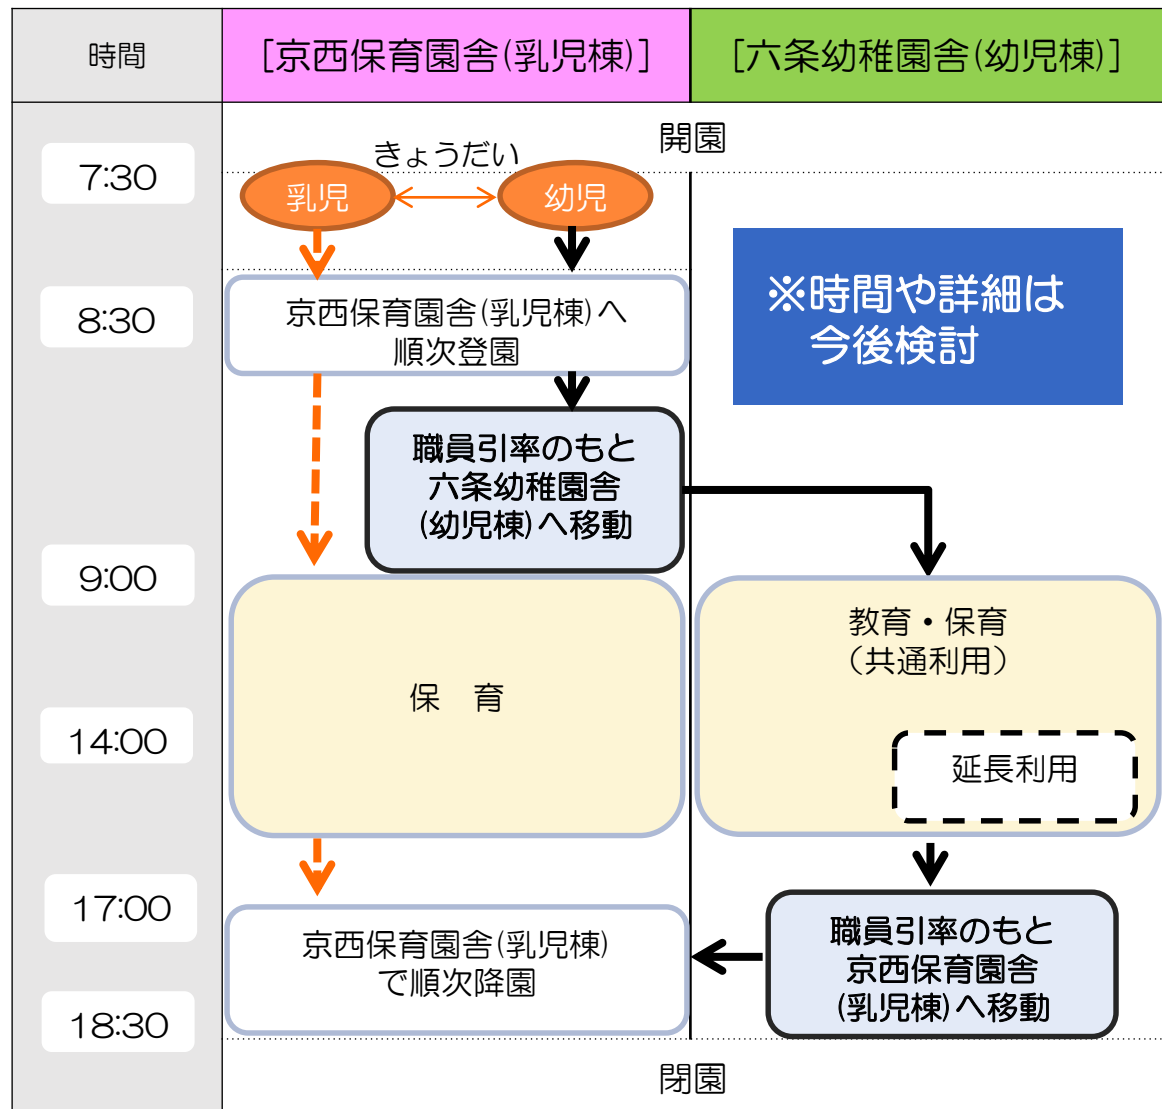 時間
[京西保育園舎(乳児棟)]
[六条幼稚園舎(幼児棟)]
開園
7:30
きょうだい
乳児
幼児
※時間や詳細は
今後検討
8:30
京西保育園舎(乳児棟)へ
順次登園
職員引率のもと
六条幼稚園舎
(幼児棟)へ移動
9:00
保　育
教育・保育
（共通利用）
14:00
延長利用
17:00
京西保育園舎(乳児棟)
で順次降園
職員引率のもと
京西保育園舎
(乳児棟)へ移動
18:30
閉園